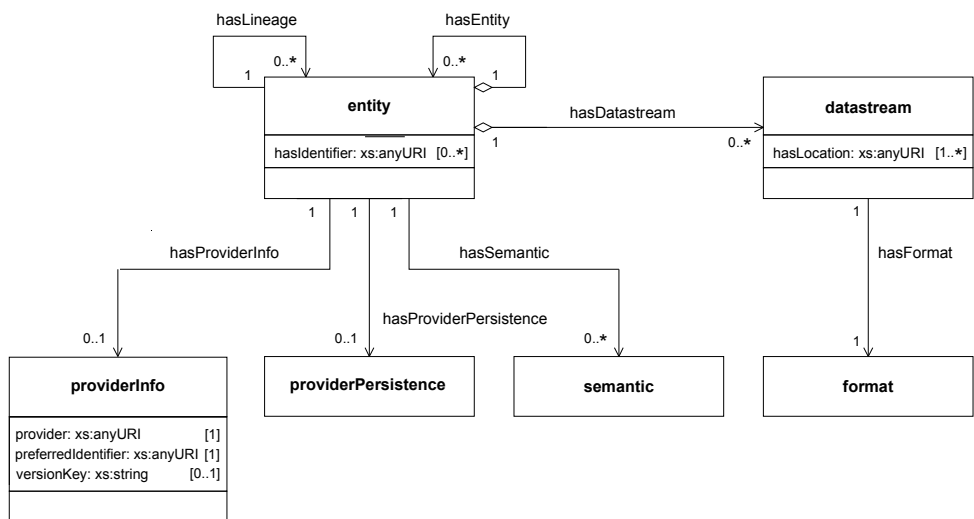 hasLineage
hasEntity
0..*
0..*
1
1
entity
datastream
hasDatastream
1
0..*
hasIdentifier: xs:anyURI [0..*]
hasLocation: xs:anyURI [1..*]
1
1
1
1
hasProviderInfo
hasSemantic
hasFormat
hasProviderPersistence
0..1
0..1
0..*
1
providerInfo
providerPersistence
semantic
format
provider: xs:anyURI [1]
preferredIdentifier: xs:anyURI [1]
versionKey: xs:string [0..1]